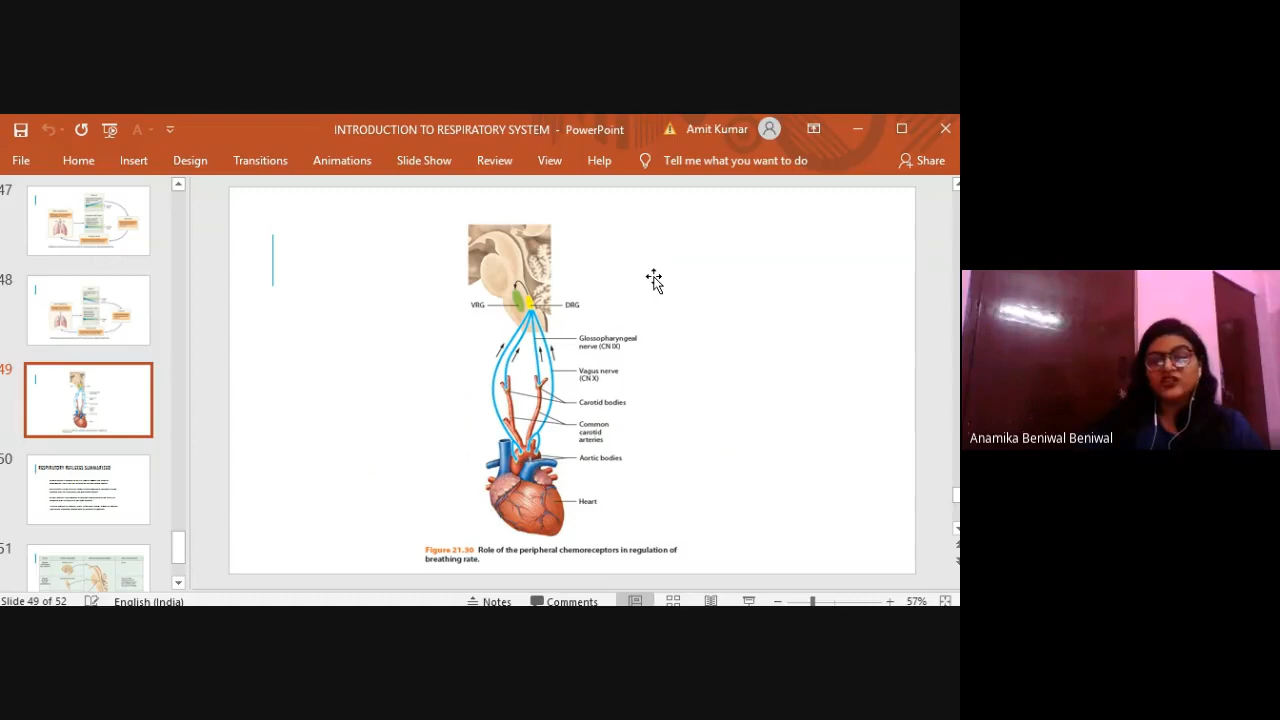 INTRODUCTION TO RESPIRATORY SYSTEM - PowerPoint
Amit Kumar
File Home Insert Design Transitions Animations Slide Show Review View Help Tell me what you want to do Share
47
48
49
50
RESPIRATORY
51
VRG
DRG
Glossopharyngeal
nerve (CN IX)
Vagus nerve
(CN X)
Carotid bodies
Common
carotid
arteries
Aortic bodies
Heart
Figure 21.30 Role of the peripheral chemoreceptors in regulation of
breathing rate.
Anamika Beniwal Beniwal
Slide 49 of 52 English (India) Notes Comments 57%